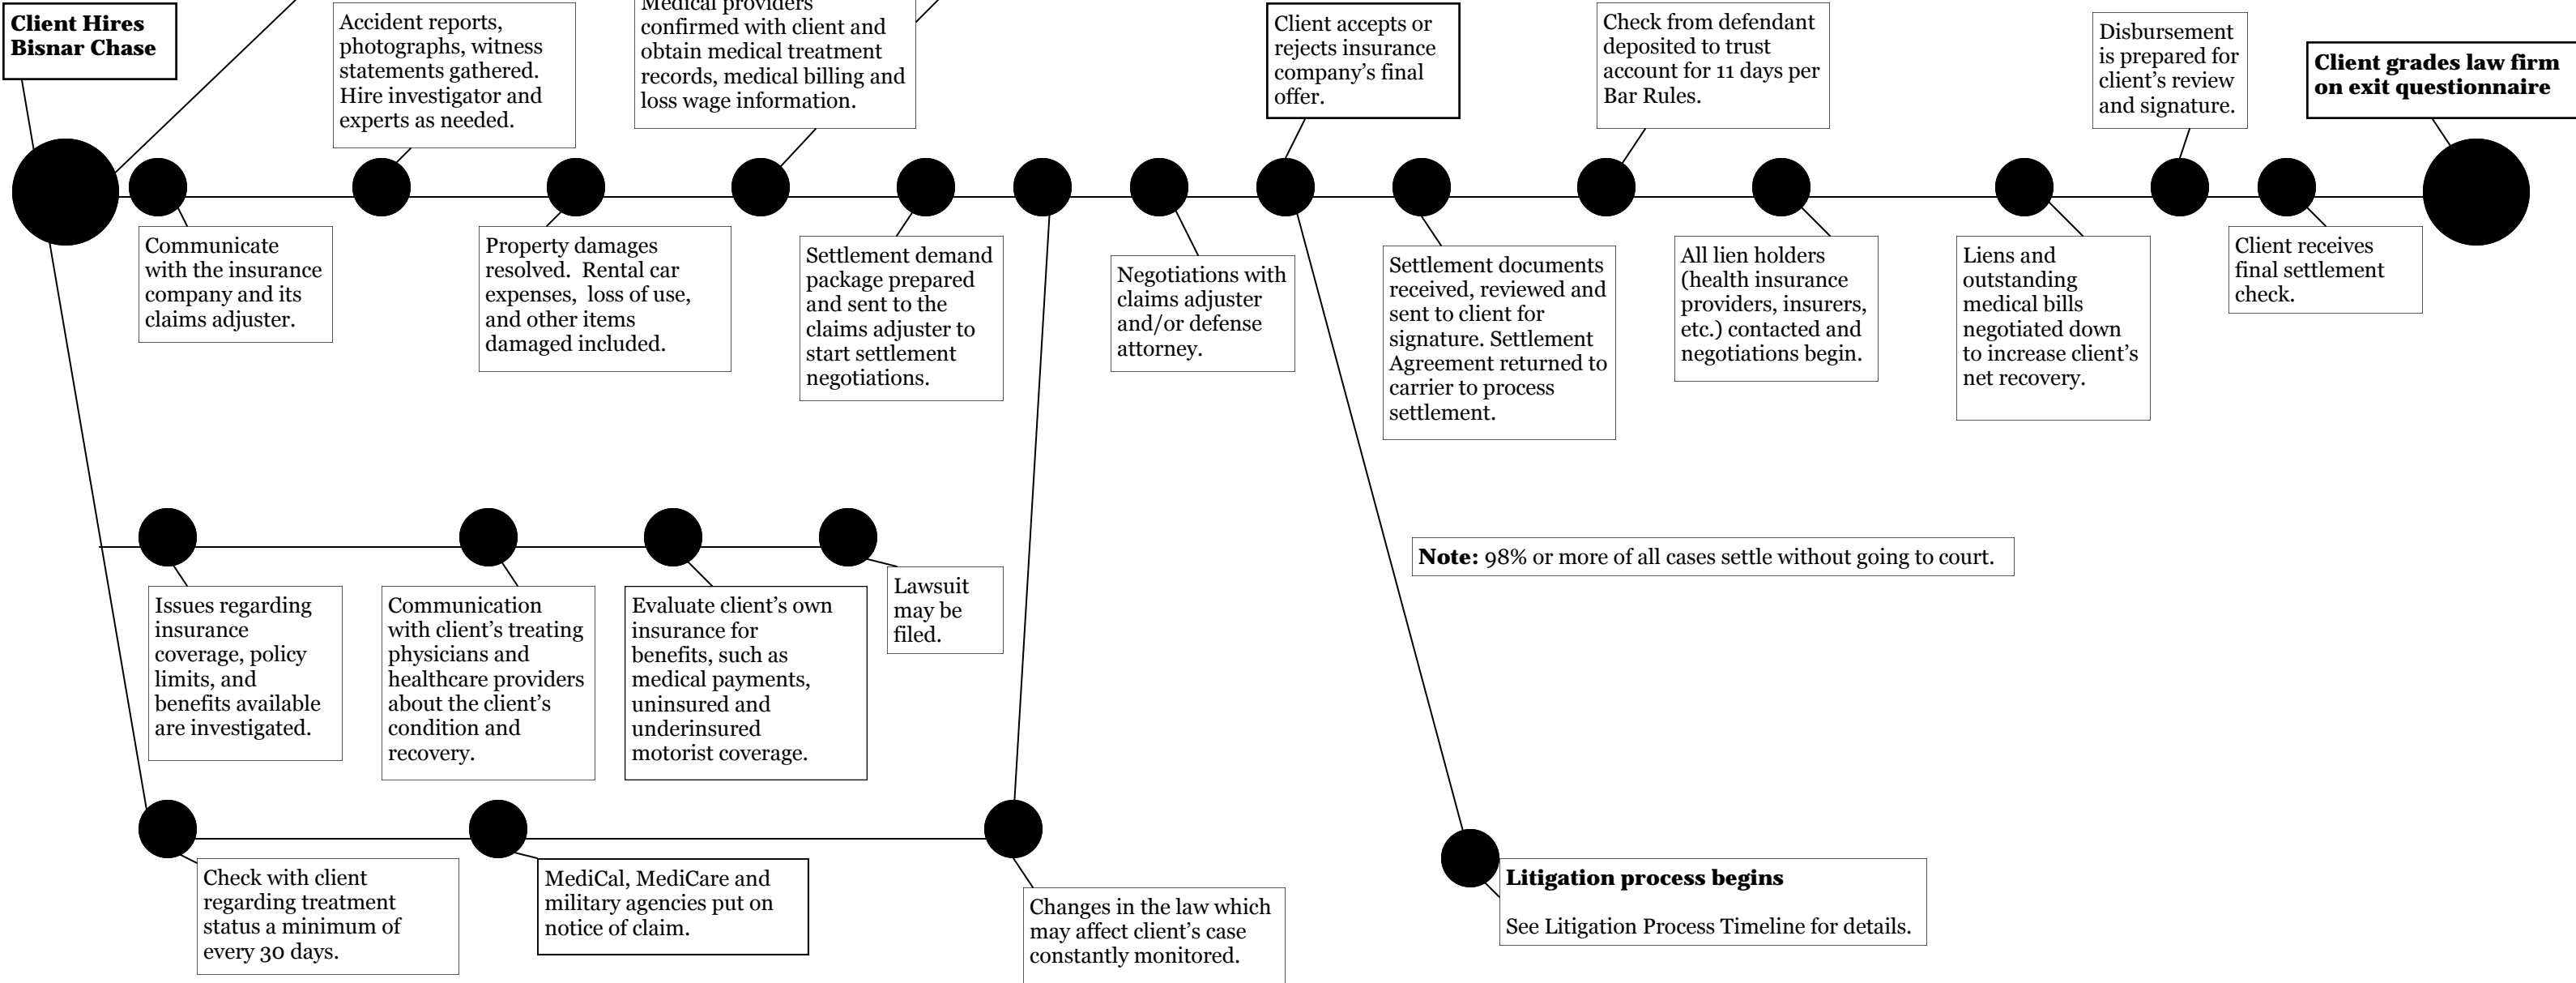 Client Hires
Bisnar Chase
Accident reports,
photographs, witness
statements gathered.
Hire investigator and
experts as needed.
Medical providers
confirmed with client and
obtain medical treatment
records, medical billing and
loss wage information.
Client accepts or
rejects insurance
company’s final
offer.
Check from defendant
deposited to trust
account for 11 days per
Bar Rules.
Disbursement
is prepared for
client’s review
and signature.
Client grades law firm
on exit questionnaire
Communicate
with the insurance
company and its
claims adjuster.
Property damages
resolved.  Rental car
expenses,  loss of use,
and other items
damaged included.
Settlement demand
package prepared
and sent to the
claims adjuster to
start settlement
negotiations.
Negotiations with
claims adjuster
and/or defense
attorney.
Settlement documents
received, reviewed and
sent to client for
signature. Settlement
Agreement returned to
carrier to process
settlement.
All lien holders
(health insurance
providers, insurers,
etc.) contacted and
negotiations begin.
Liens and
outstanding
medical bills
negotiated down
to increase client’s
net recovery.
Client receives
final settlement
check.
Issues regarding
insurance
coverage, policy
limits, and
benefits available
are investigated.
Communication
with client’s treating
physicians and
healthcare providers
about the client’s
condition and
recovery.
Evaluate client’s own
insurance for
benefits, such as
medical payments,
uninsured and
underinsured
motorist coverage.
Lawsuit
may be
filed.
Note: 98% or more of all cases settle without going to court.
Check with client
regarding treatment
status a minimum of
every 30 days.
MediCal, MediCare and
military agencies put on
notice of claim.
Changes in the law which
may affect client’s case
constantly monitored.
Litigation process begins
See Litigation Process Timeline for details.